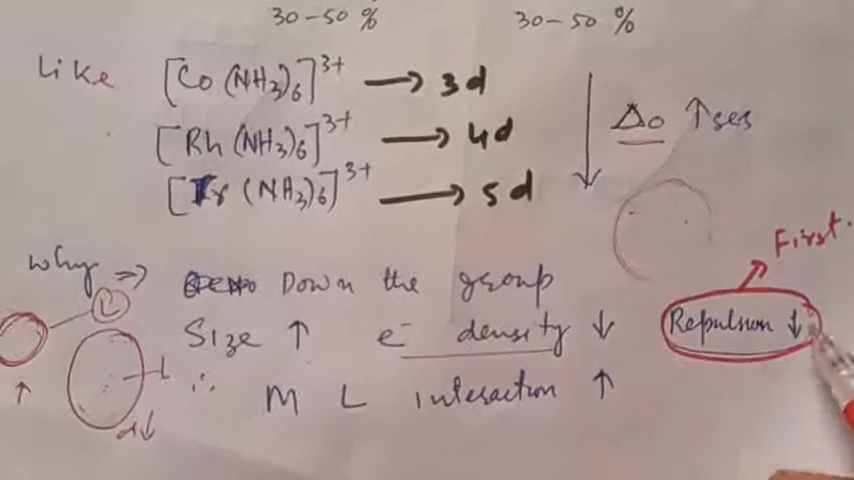 30-50 % 30-50 %
Like [Co(NH3)6]3+ → 3d
[Rh(NH3)6]3+ → 4d
[Ir(NH3)6]3+ → 5d
Δo ↑ses
First.
why ⇒ Down the group
Size ↑ e- density ↓ Repulsion ↓
∴ M L interaction ↑
L
L
d↓